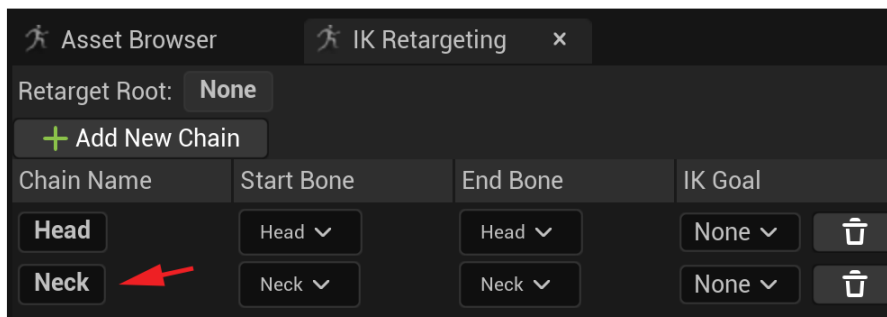 Asset Browser IK Retargeting ×
Retarget Root: None
+ Add New Chain
Chain Name Start Bone End Bone IK Goal
Head Head Head None
Neck Neck Neck None